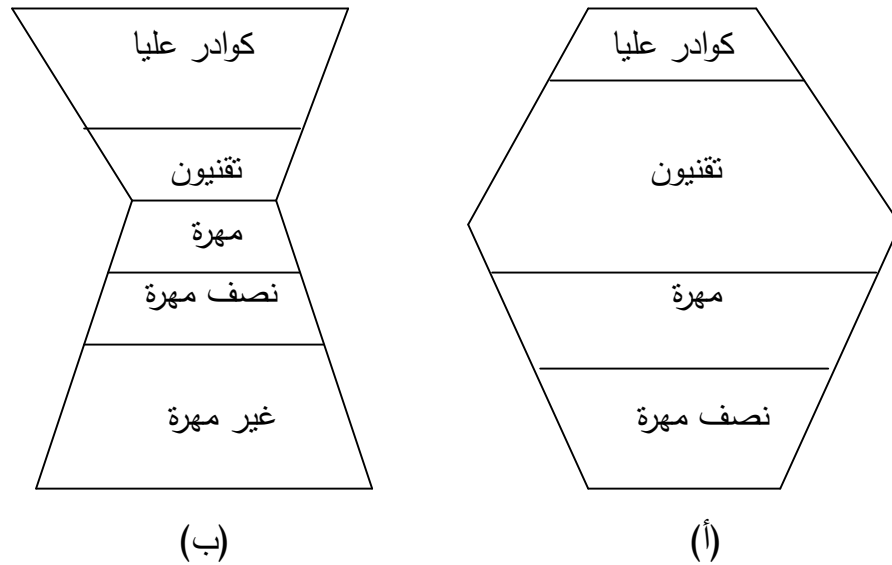 كوادر عليا
تقنيون
مهرة
نصف مهرة
(أ)
كوادر عليا
تقنيون
مهرة
نصف مهرة
غير مهرة
(ب)